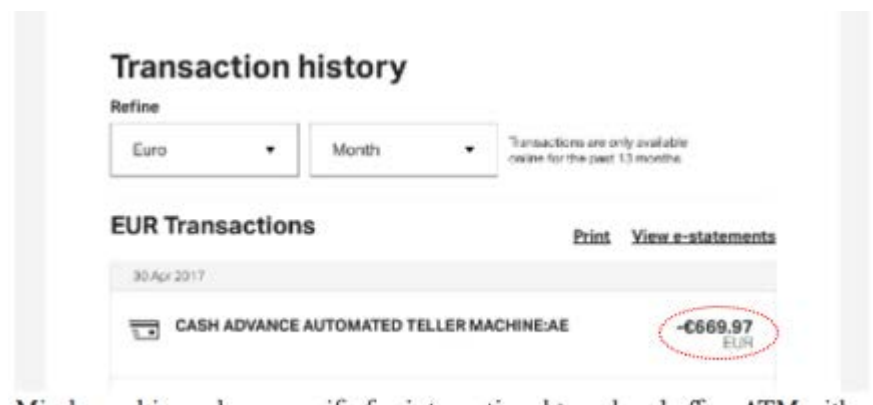 Transaction history
Refine
Euro Month Transactions are only available
online for the past 13 months.
EUR Transactions
Print View e-statements
30 Apr 2017
CASH ADVANCE AUTOMATED TELLER MACHINE:AE -€669.97
EUR